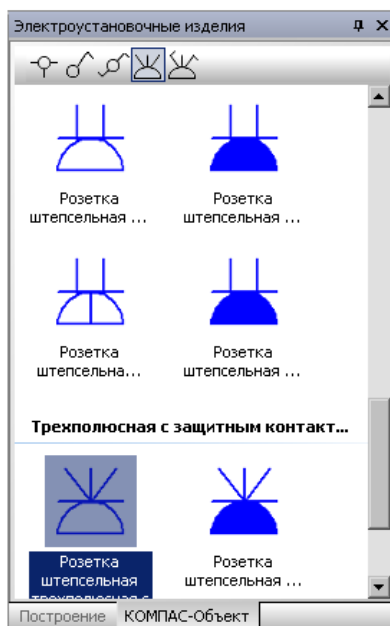 Электроустановочные изделия
Розетка
штепсельная ...
Розетка
штепсельная ...
Розетка
штепсельна...
Розетка
штепсельная ...
Трехполюсная с защитным контакт...
Розетка
штепсельная
трехполюсная с
Розетка
штепсельная ...
Построение
КОМПАС-Объект